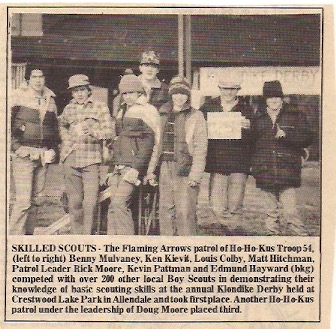 KE DERBY
SKILLED SCOUTS - The Flaming Arrows patrol of Ho-Ho-Kus Troop 54,
(left to right) Benny Mulvaney, Ken Kievit, Louis Colby, Matt Hitchman,
Patrol Leader Rick Moore, Kevin Pattman and Edmund Hayward (bkg)
competed with over 200 other local Boy Scouts in demonstrating their
knowledge of basic scouting skills at the annual Klondike Derby held at
Crestwood Lake Park in Allendale and took first place. Another Ho-Ho-Kus
patrol under the leadership of Doug Moore placed third.